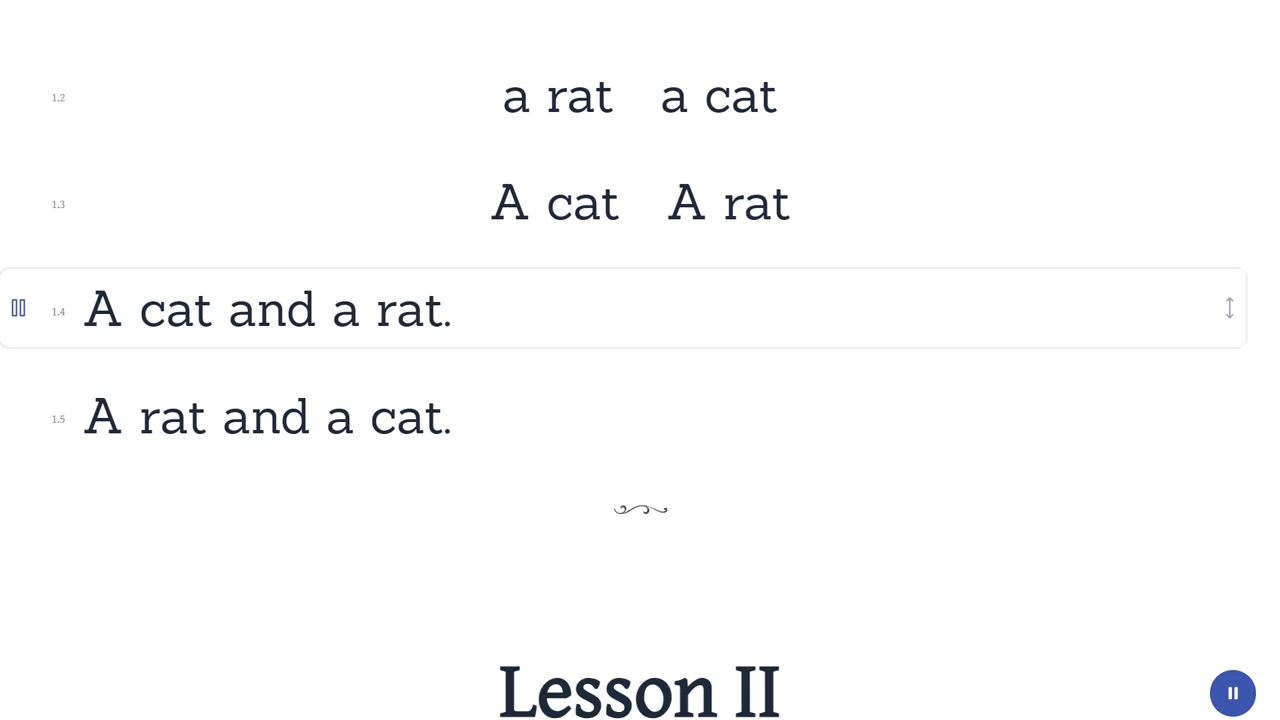 1.2 a rat a cat
1.3 A cat A rat
1.4 A cat and a rat.
1.5 A rat and a cat.
Lesson II